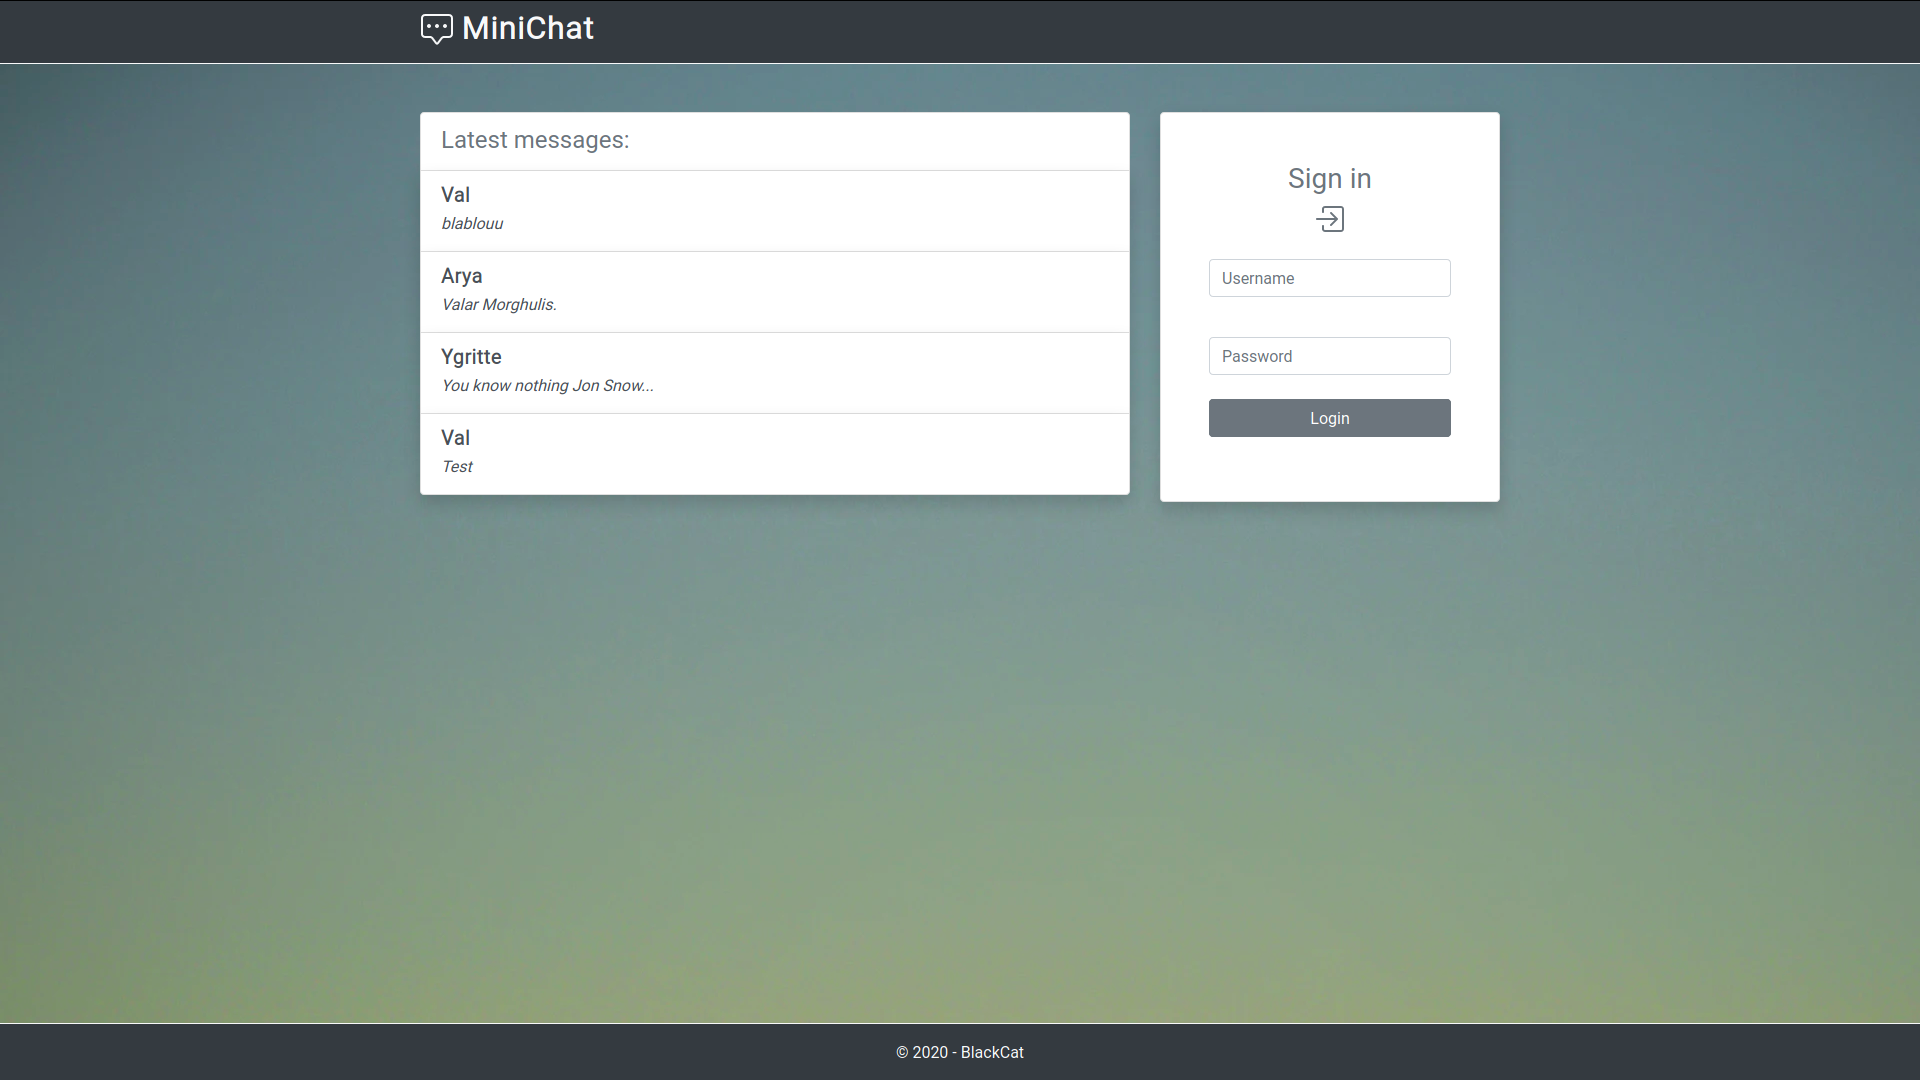 MiniChat
Latest messages:
Val
blablouu
Arya
Valar Morghulis.
Ygritte
You know nothing Jon Snow...
Val
Test
Sign in
Username
Password
Login
© 2020 - BlackCat